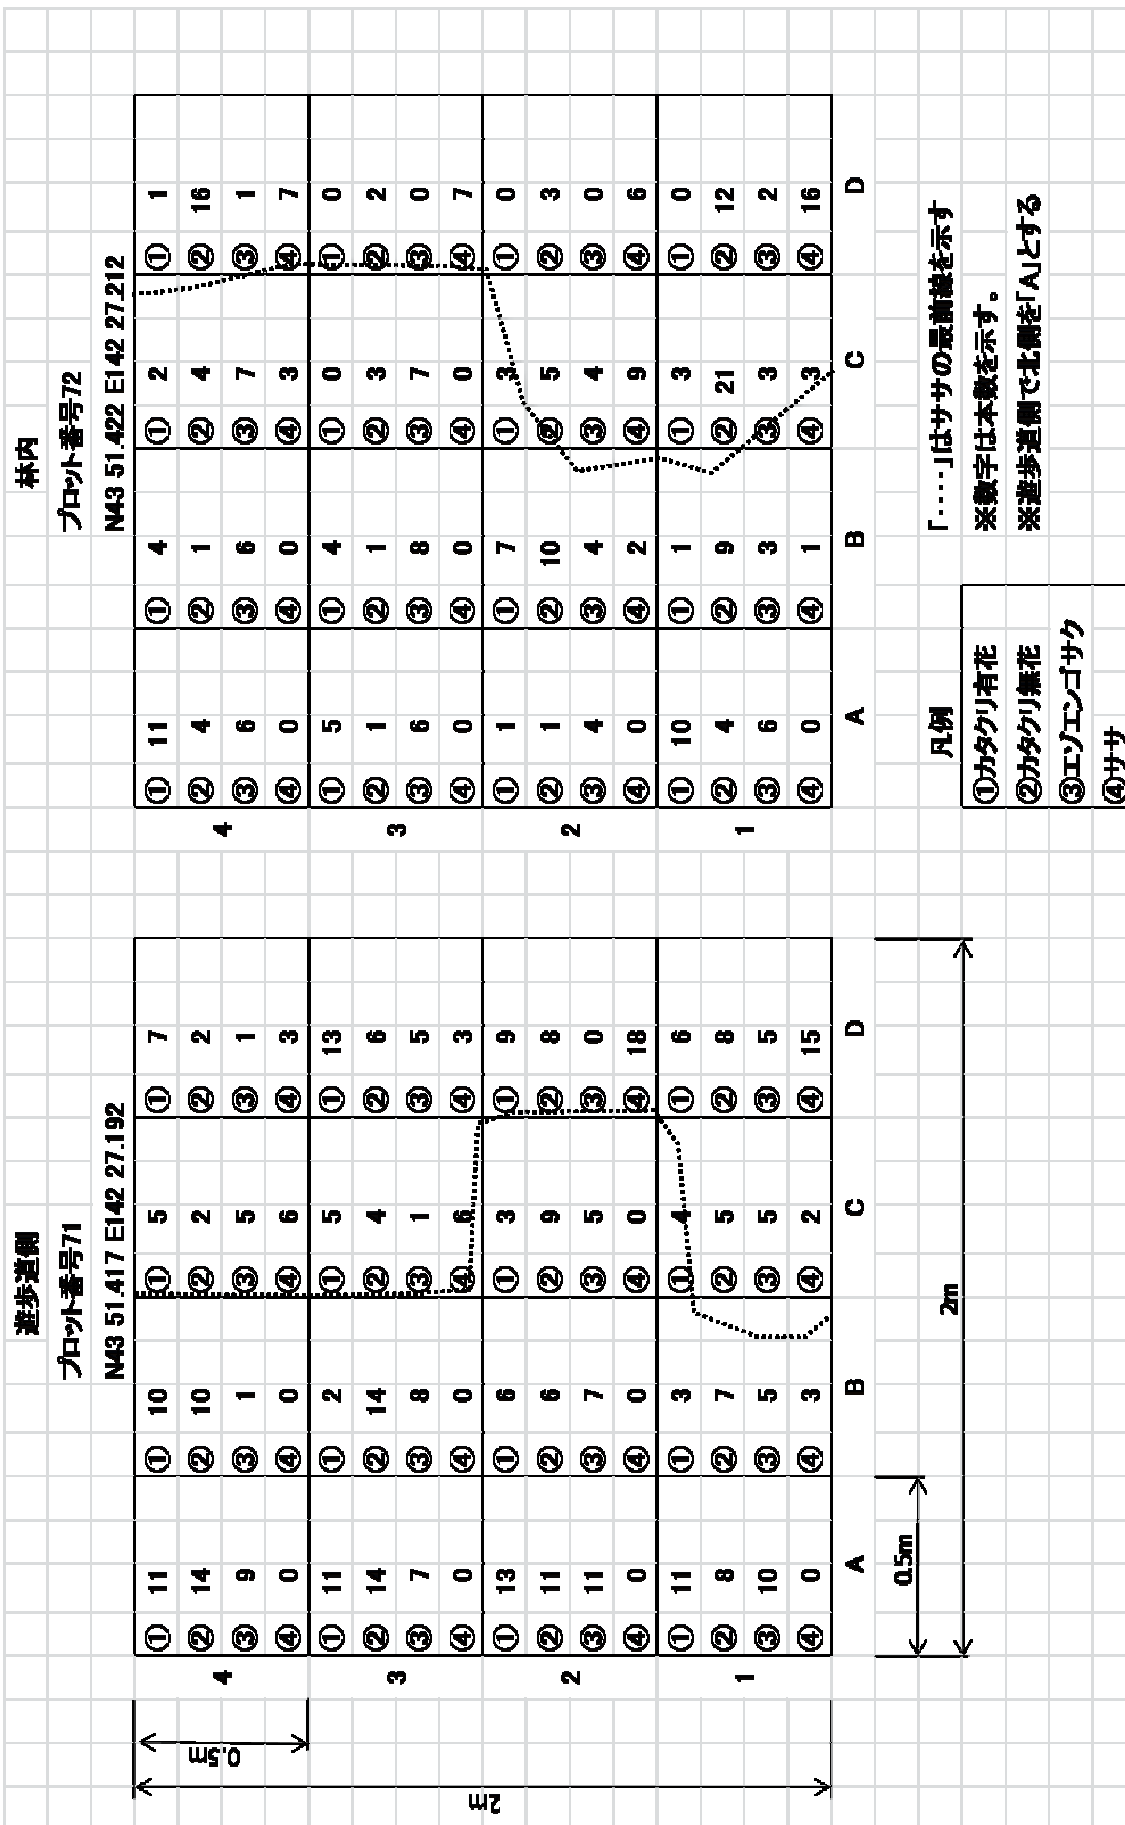 遊歩道側
プロット番号71
N43 51.417 E142 27.192
4 ① 11 ① 10 ① 5 ① 7
② 14 ② 10 ② 2 ② 2
③ 9 ③ 1 ③ 5 ③ 1
④ 0 ④ 0 ④ 6 ④ 3
3 ① 11 ① 2 ① 5 ① 13
② 14 ② 14 ② 4 ② 6
③ 7 ③ 8 ③ 1 ③ 5
④ 0 ④ 0 ④ 6 ④ 3
2 ① 13 ① 6 ① 3 ① 9
② 11 ② 6 ② 9 ② 8
③ 11 ③ 7 ③ 5 ③ 0
④ 0 ④ 0 ④ 0 ④ 18
1 ① 11 ① 3 ① 4 ① 6
② 8 ② 7 ② 5 ② 8
③ 10 ③ 5 ③ 5 ③ 5
④ 0 ④ 3 ④ 2 ④ 15
A B C D
0.5m
2m
0.5m
2m
林内
プロット番号72
N43 51.422 E142 27.212
4 ① 11 ① 4 ① 2 ① 1
② 4 ② 1 ② 4 ② 16
③ 6 ③ 6 ③ 7 ③ 1
④ 0 ④ 0 ④ 3 ④ 7
3 ① 5 ① 4 ① 0 ① 0
② 1 ② 1 ② 3 ② 2
③ 6 ③ 8 ③ 7 ③ 0
④ 0 ④ 0 ④ 0 ④ 7
2 ① 1 ① 7 ① 3 ① 0
② 1 ② 10 ② 5 ② 3
③ 4 ③ 4 ③ 4 ③ 0
④ 0 ④ 2 ④ 9 ④ 6
1 ① 10 ① 1 ① 3 ① 0
② 4 ② 9 ② 21 ② 12
③ 6 ③ 3 ③ 3 ③ 2
④ 0 ④ 1 ④ 3 ④ 16
A B C D
凡例
①カタクリ有花
②カタクリ無花
③エゾエンゴサク
④ササ
「‥‥」はササの最前線を示す
※数字は本数を示す。
※遊歩道側で北側を「A」とする